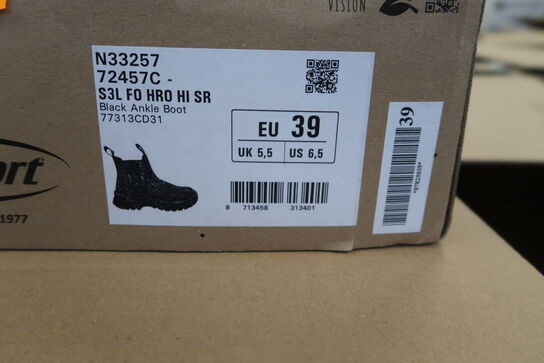 VISION
N33257
72457C -
S3L FO HRO HI SR
Black Ankle Boot
77313CD31
EU 39
UK 5,5 US 6,5
8 713458 313401
39
1977